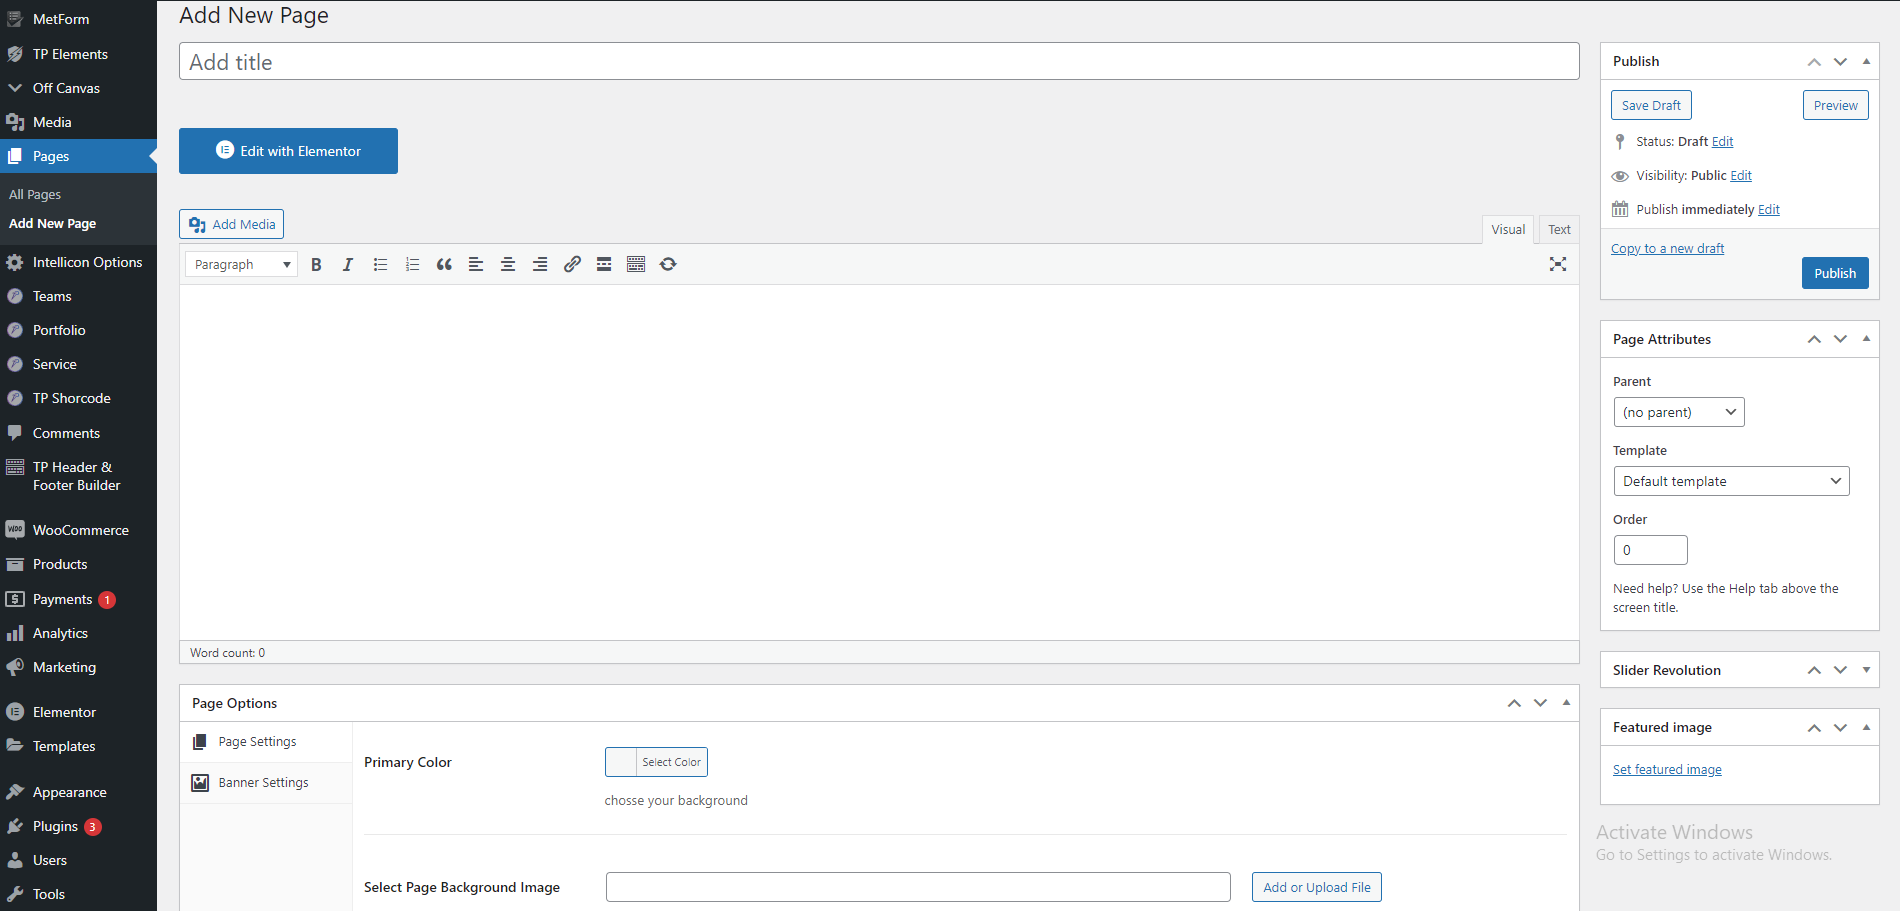 MetForm
TP Elements
Off Canvas
Media
Pages
All Pages
Add New Page
Intellicon Options
Teams
Portfolio
Service
TP Shorcode
Comments
TP Header &
Footer Builder
WooCommerce
Products
Payments 1
Analytics
Marketing
Elementor
Templates
Appearance
Plugins 3
Users
Tools
Add New Page
Add title
Edit with Elementor
Add Media
Visual Text
Paragraph
Word count: 0
Page Options
Page Settings
Banner Settings
Primary Color
Select Color
chosse your background
Select Page Background Image
Add or Upload File
Publish
Save Draft
Preview
Status: Draft Edit
Visibility: Public Edit
Publish immediately Edit
Copy to a new draft
Publish
Page Attributes
Parent
(no parent)
Template
Default template
Order
0
Need help? Use the Help tab above the
screen title.
Slider Revolution
Featured image
Set featured image
Activate Windows
Go to Settings to activate Windows.